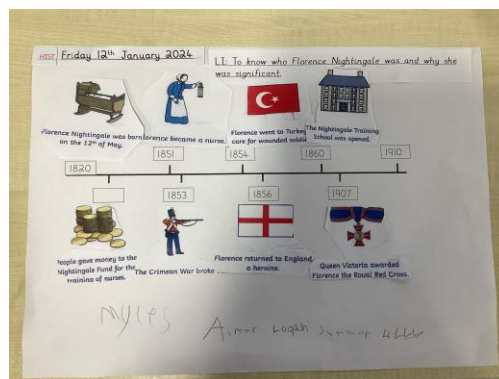 HIST Friday 12th January 2024
LI: To know who Florence Nightingale was and why she
was significant.
Florence Nightingale was born
on the 12th of May.
lorence became a nurse.
Florence went to Turkey
care for wounded soldi
The Nightingale Training
School was opened.
1820
1851
1854
1860
1910
1853
1856
1907
People gave money to the
Nightingale Fund for the
training of nurses.
The Crimean War broke
Florence returned to England
a heroine.
Queen Victoria awarded
Florence the Royal Red Cross.
Myles
Logan Summer